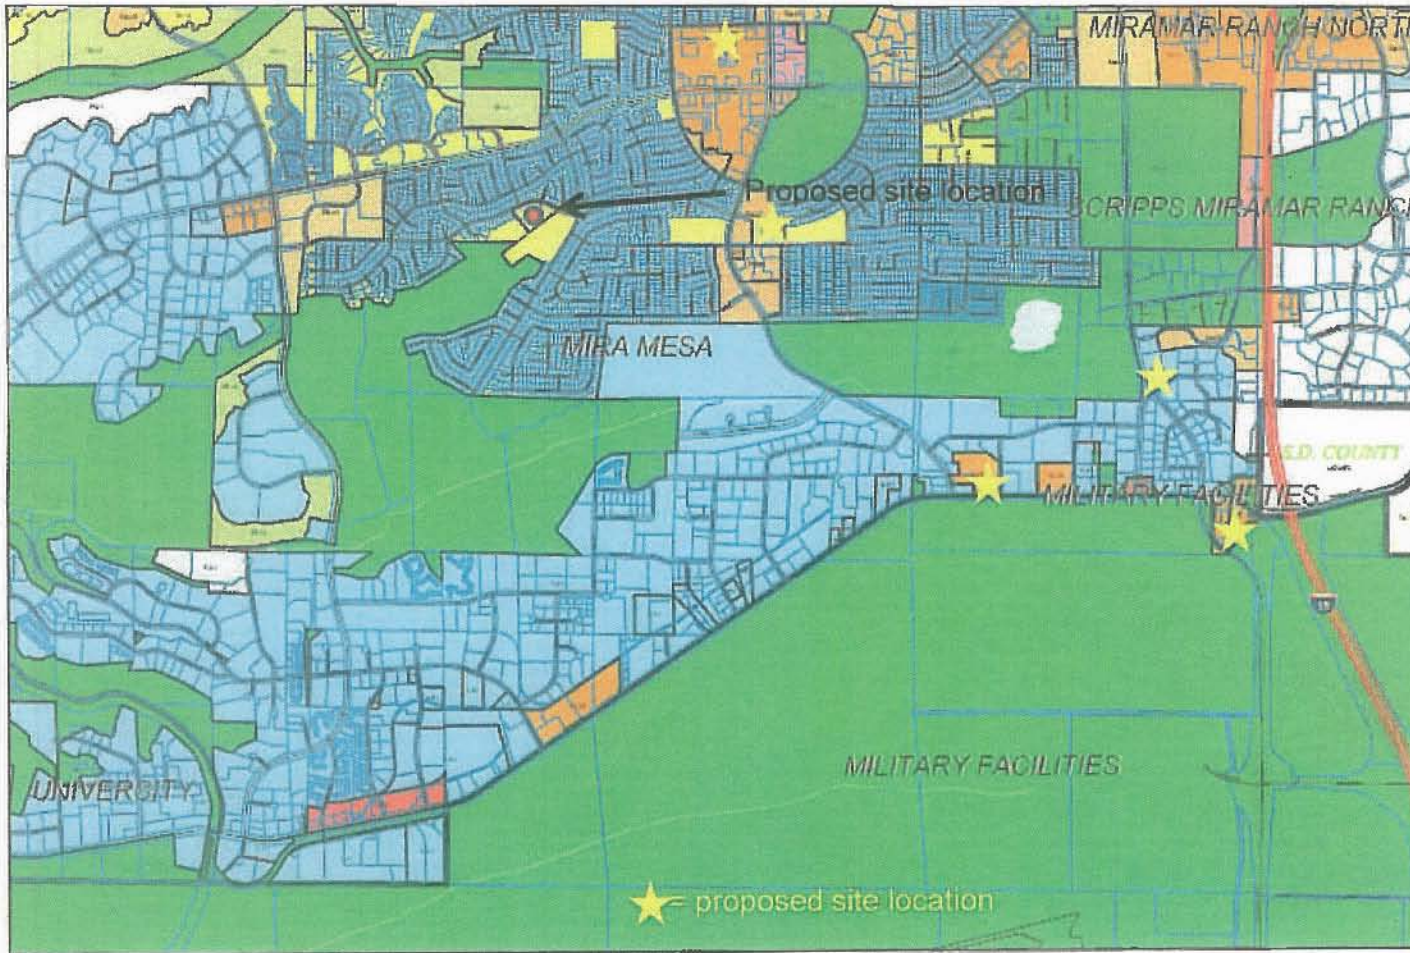 MIRAMAR RANCH NORTH
Proposed site location
SCRIPPS MIRAMAR RANCH
MIRA MESA
S.D. COUNTY
MILITARY FACILITIES
MILITARY FACILITIES
UNIVERSITY
= proposed site location